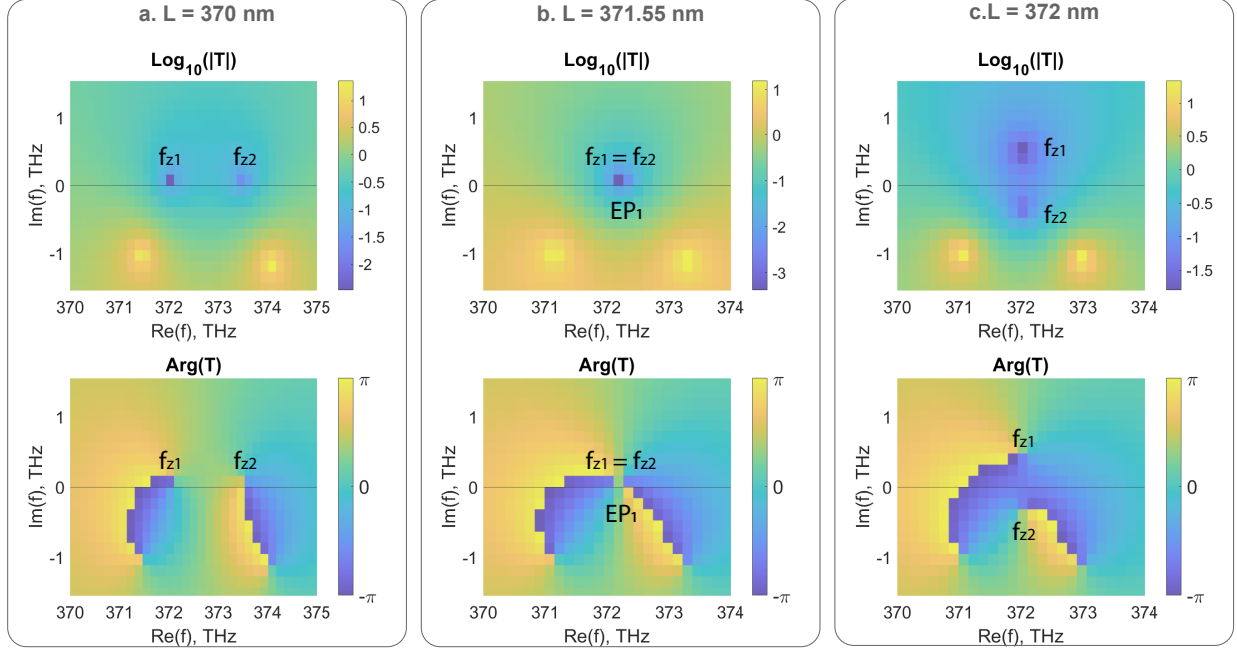 a. L = 370 nm
Log10(|T|)
fz1
fz2
1
0
-1
Im(f), THz
370 371 372 373 374 375
Re(f), THz
1
0.5
0
-0.5
-1
-1.5
-2
Arg(T)
fz1
fz2
1
0
-1
Im(f), THz
370 371 372 373 374 375
Re(f), THz
π
0
-π
b. L = 371.55 nm
Log10(|T|)
fz1 = fz2
EP1
1
0
-1
Im(f), THz
370 371 372 373 374
Re(f), THz
1
0
-1
-2
-3
Arg(T)
fz1 = fz2
EP1
1
0
-1
Im(f), THz
370 371 372 373 374
Re(f), THz
π
0
-π
c.L = 372 nm
Log10(|T|)
fz1
fz2
1
0
-1
Im(f), THz
370 371 372 373 374
Re(f), THz
1
0.5
0
-0.5
-1
-1.5
Arg(T)
fz1
fz2
1
0
-1
Im(f), THz
370 371 372 373 374
Re(f), THz
π
0
-π